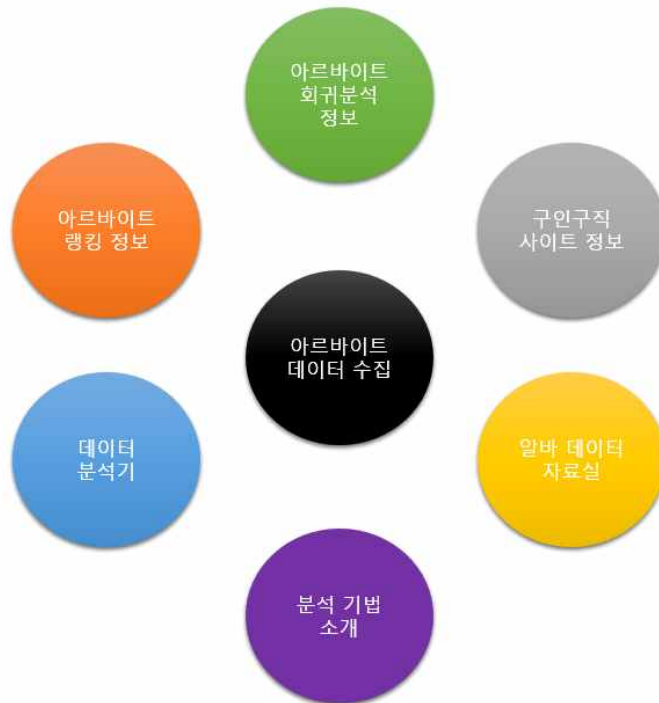 아르바이트
회귀분석
정보
아르바이트
랭킹 정보
구인구직
사이트 정보
아르바이트
데이터 수집
데이터
분석기
알바 데이터
자료실
분석 기법
소개